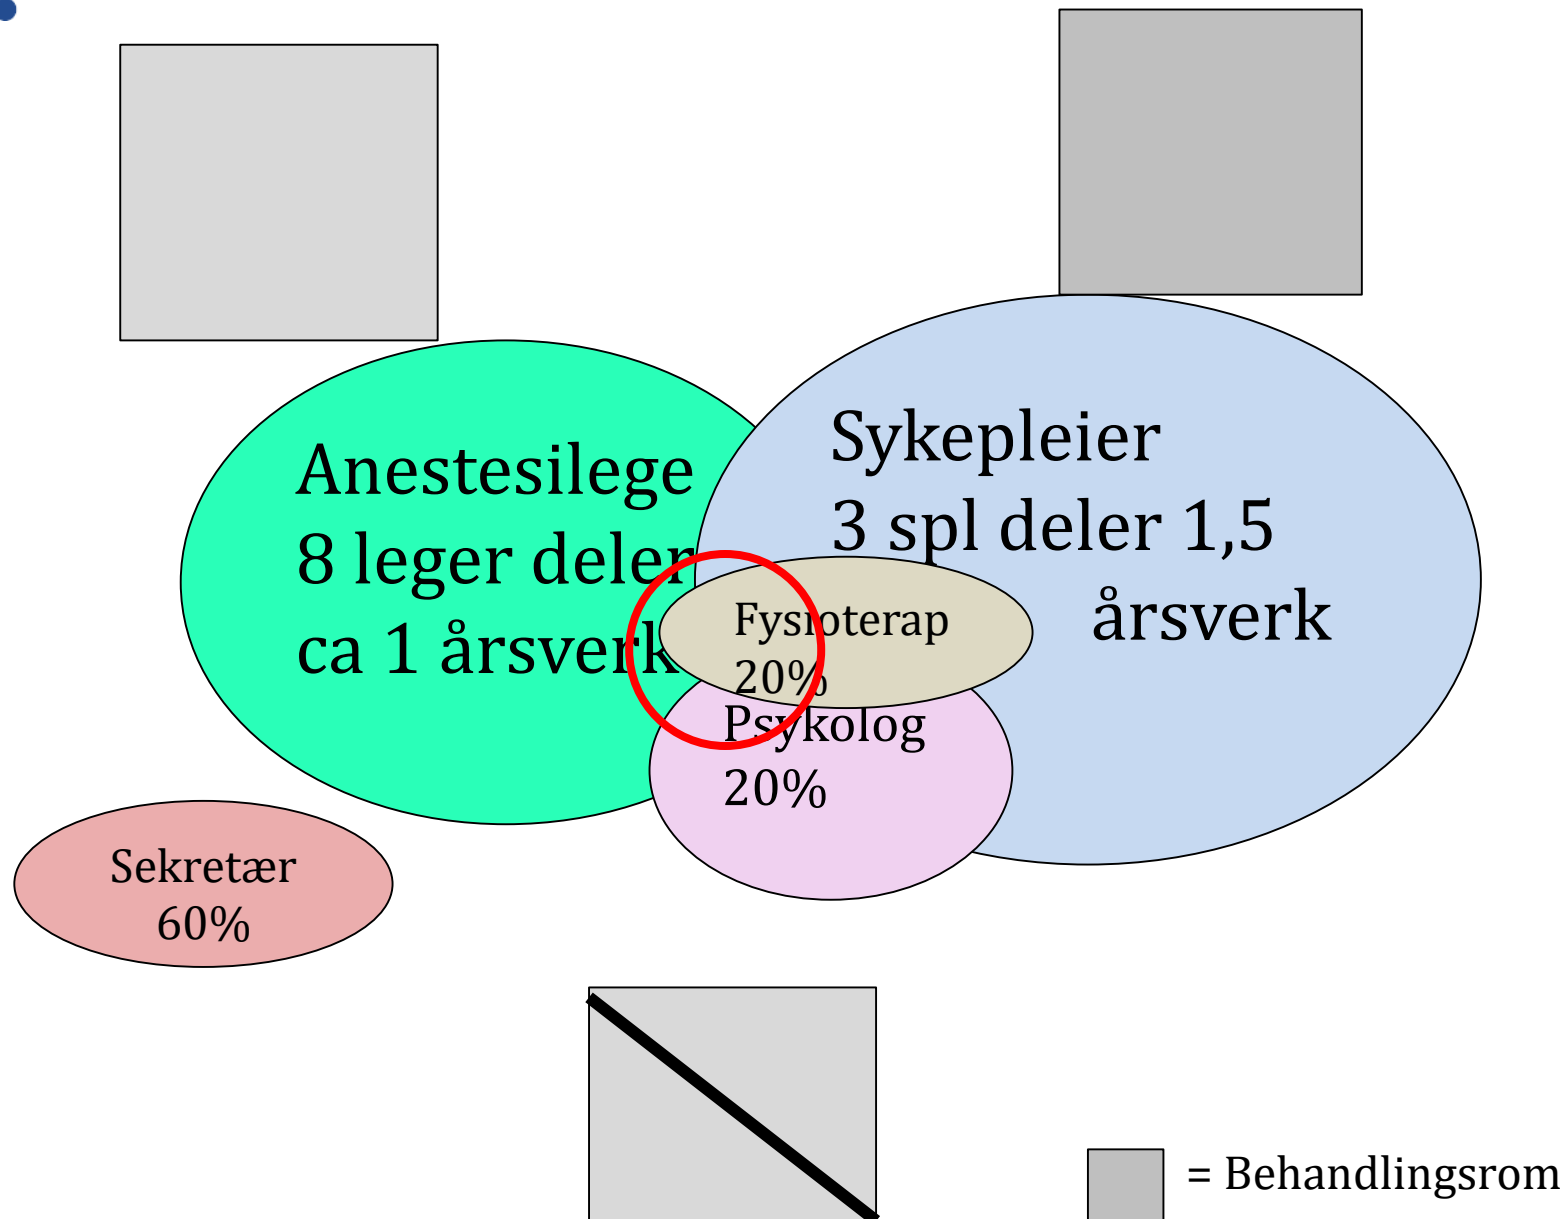 Anestesilege
8 leger deler
ca 1 årsverk
Sykepleier
3 spl deler 1,5
årsverk
Fysioterap
20%
Psykolog
20%
Sekretær
60%
= Behandlingsrom